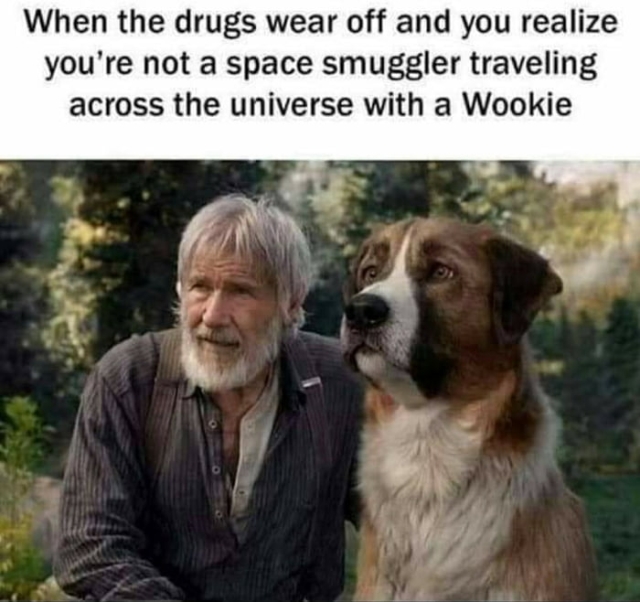 When the drugs wear off and you realize
you're not a space smuggler traveling
across the universe with a Wookie